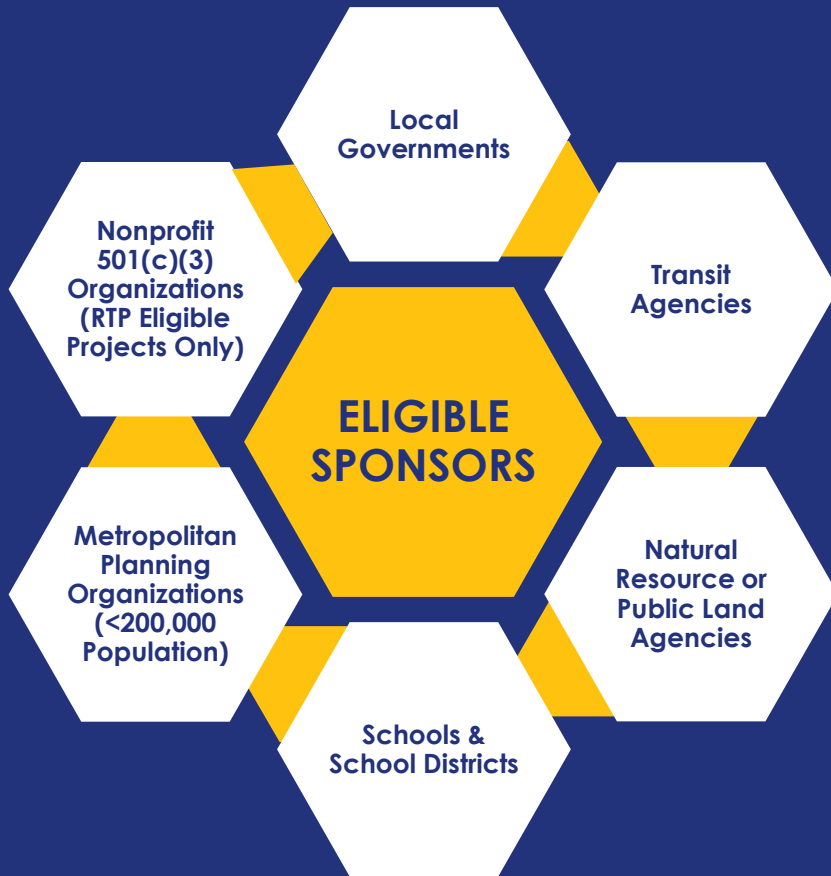 Local
Governments
Transit
Agencies
Natural
Resource or
Public Land
Agencies
Schools &
School Districts
Metropolitan
Planning
Organizations
(<200,000
Population)
Nonprofit
501(c)(3)
Organizations
(RTP Eligible
Projects Only)
ELIGIBLE
SPONSORS